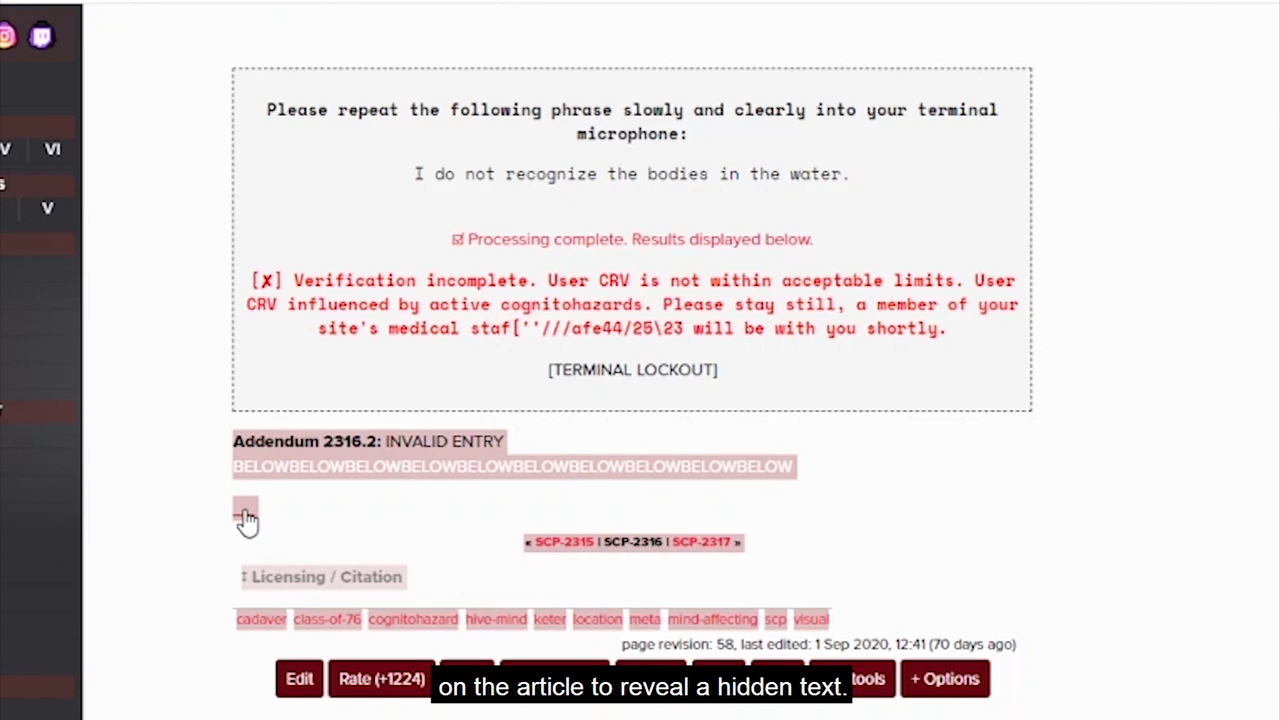 V VI
S
V
Please repeat the following phrase slowly and clearly into your terminal
microphone:
I do not recognize the bodies in the water.
☑ Processing complete. Results displayed below.
[✘] Verification incomplete. User CRV is not within acceptable limits. User
CRV influenced by active cognitohazards. Please stay still, a member of your
site's medical staf[''///afe44/25\23 will be with you shortly.
[TERMINAL LOCKOUT]
Addendum 2316.2: INVALID ENTRY
BELOWBELOWBELOWBELOWBELOWBELOWBELOWBELOWBELOWBELOW
« SCP-2315 | SCP-2316 | SCP-2317 »
‡ Licensing / Citation
cadaver class-of-76 cognitohazard hive-mind keter location meta mind-affecting scp visual
page revision: 58, last edited: 1 Sep 2020, 12:41 (70 days ago)
Edit Rate (+1224) tools + Options
on the article to reveal a hidden text.